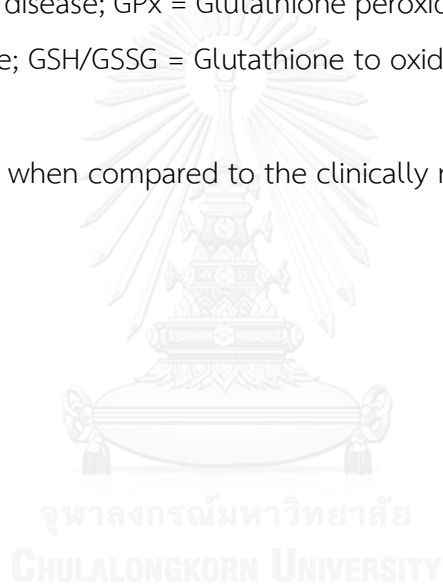 disease; GPx = Glutathione peroxid
e; GSH/GSSG = Glutathione to oxid
when compared to the clinically n
จุฬาลงกรณ์มหาวิทยาลัย
CHULALONGKORN UNIVERSITY